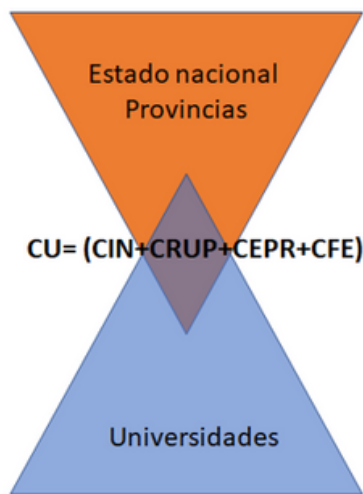 Estado nacional
Provincias
CU= (CIN+CRUP+CEPR+CFE)
Universidades